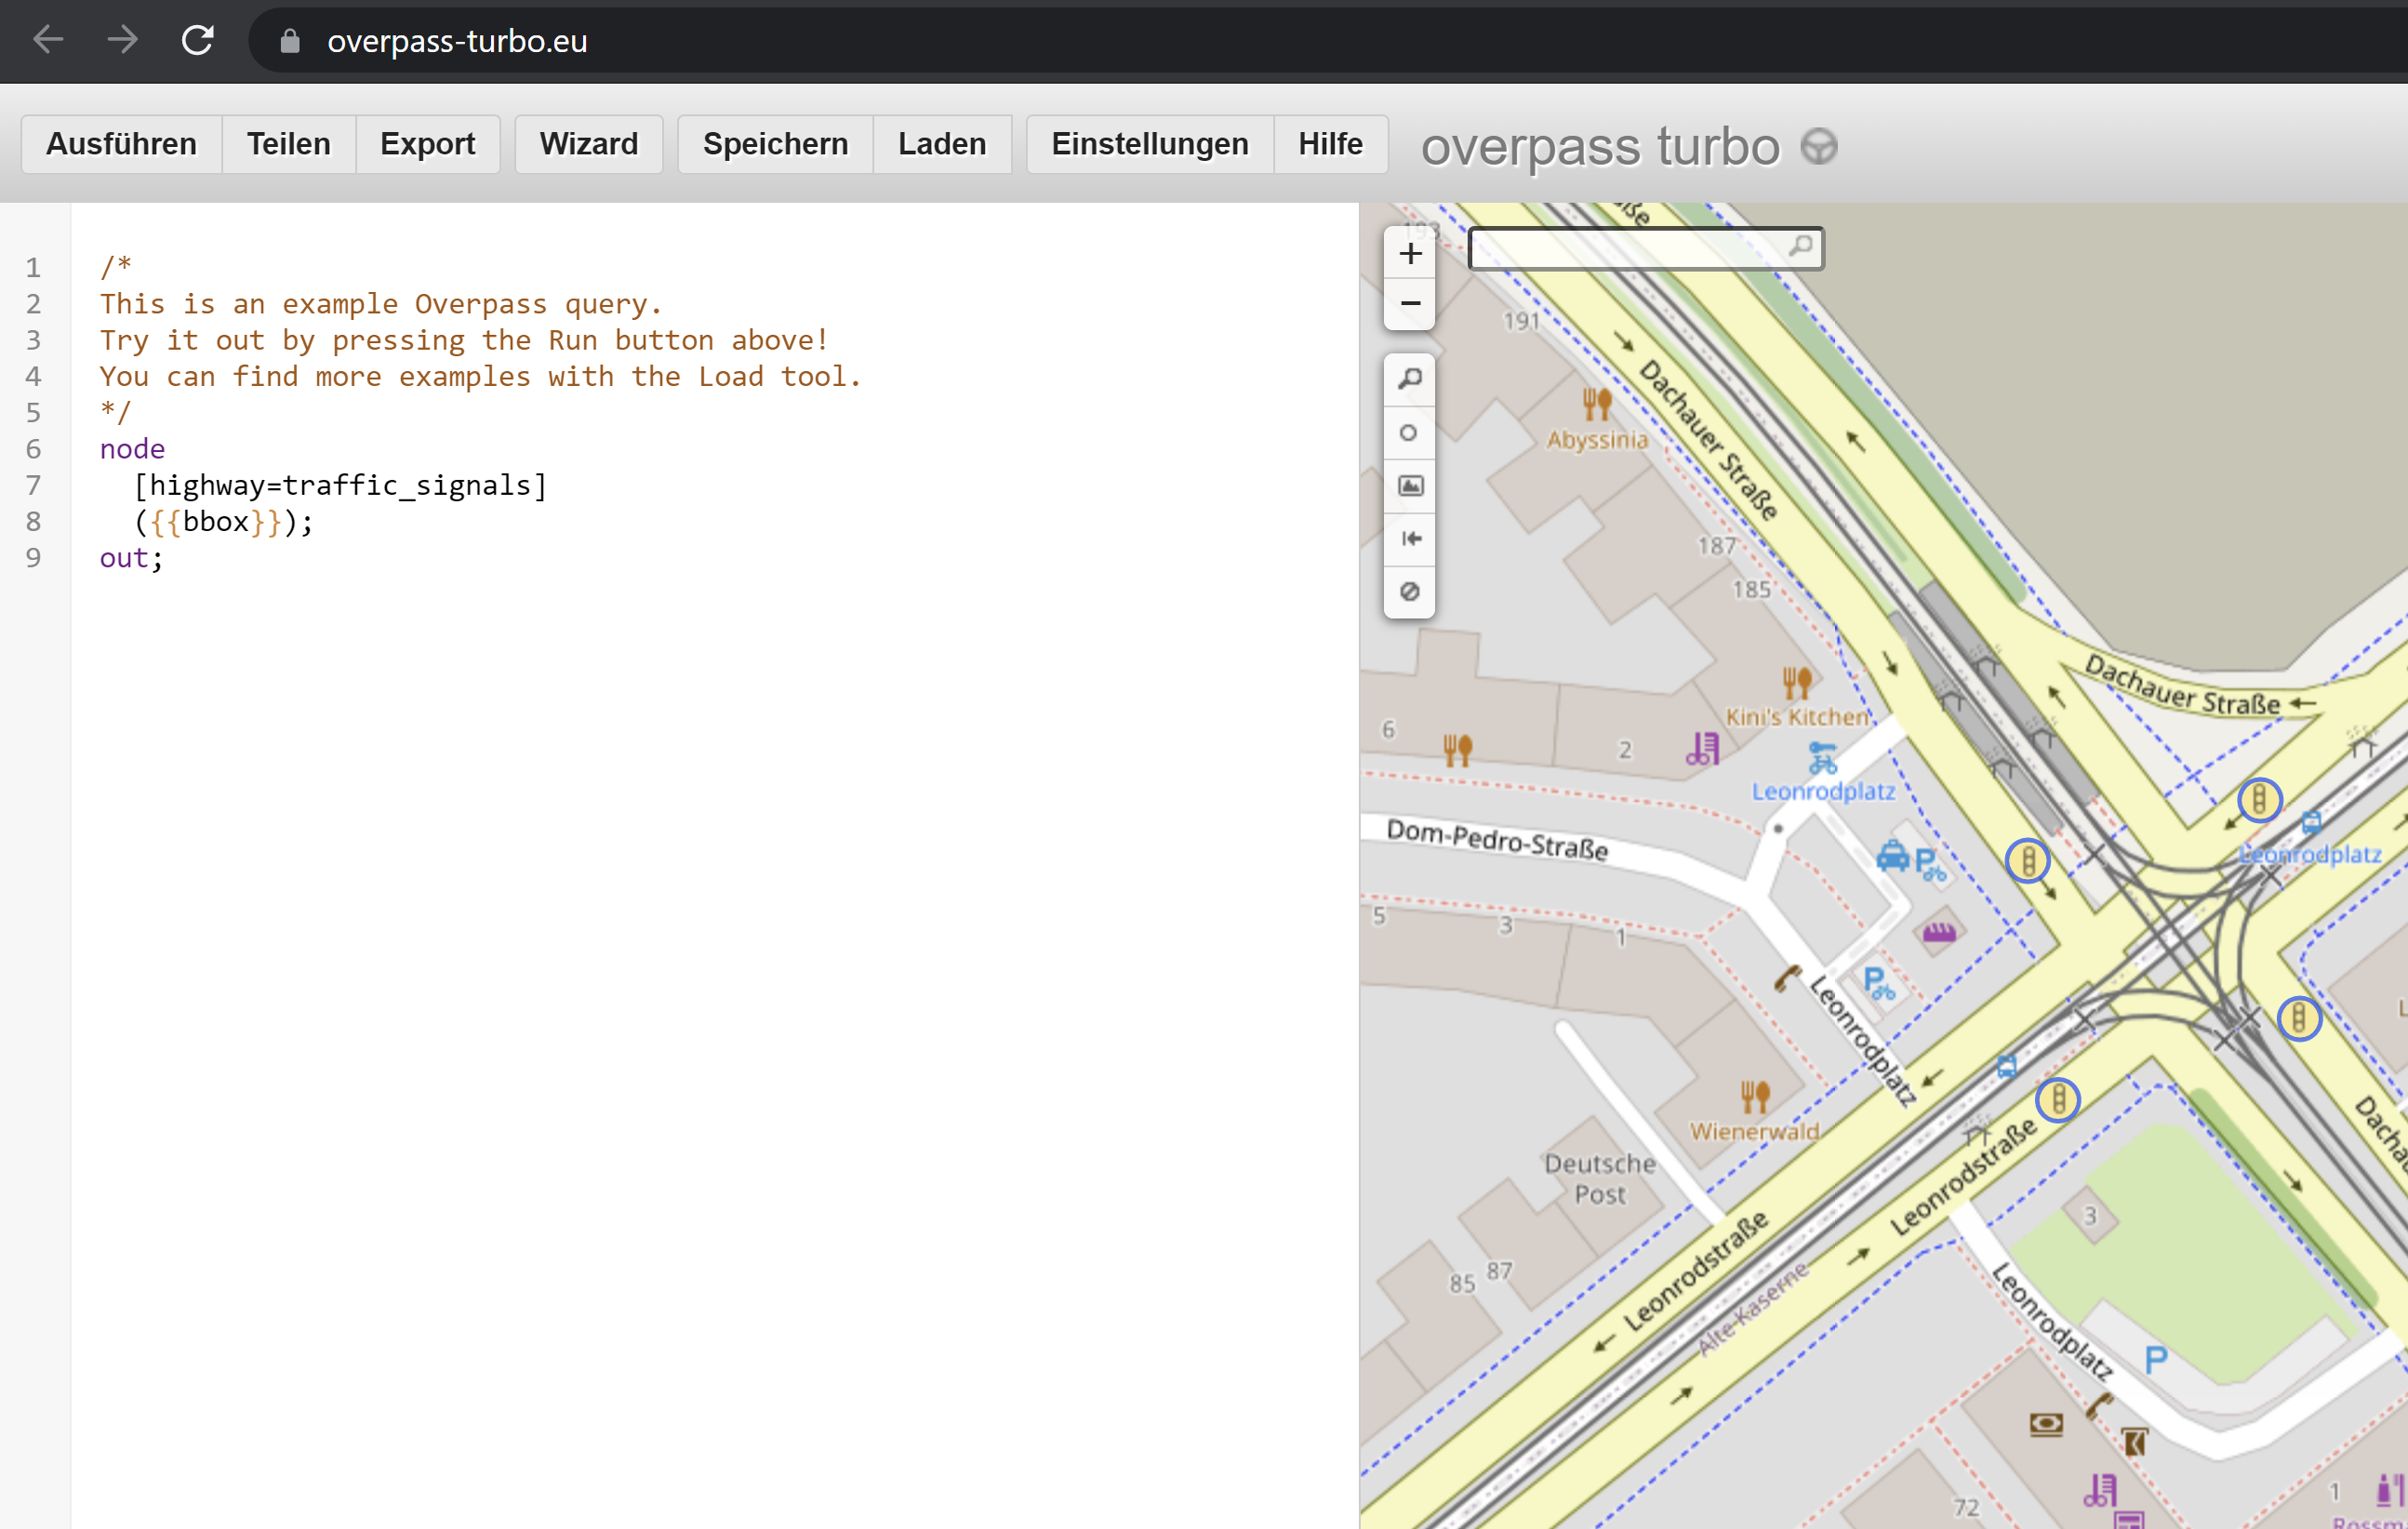 overpass-turbo.eu
Ausführen Teilen Export Wizard Speichern Laden Einstellungen Hilfe overpass turbo
1 /*
2 This is an example Overpass query.
3 Try it out by pressing the Run button above!
4 You can find more examples with the Load tool.
5 */
6 node
7 [highway=traffic_signals]
8 ({{bbox}});
9 out;
+
−
193
191
Dachauer Straße
Abyssinia
187
185
Dachauer Straße
Kini's Kitchen
6
2
Leonrodplatz
Dom-Pedro-Straße
Leonrodplatz
P
5
3
1
P
Leonrodplatz
Wienerwald
Deutsche
Post
Leonrodstraße
3
85
87
Leonrodstraße
Alte Kaserne
Leonrodplatz
P
72
1